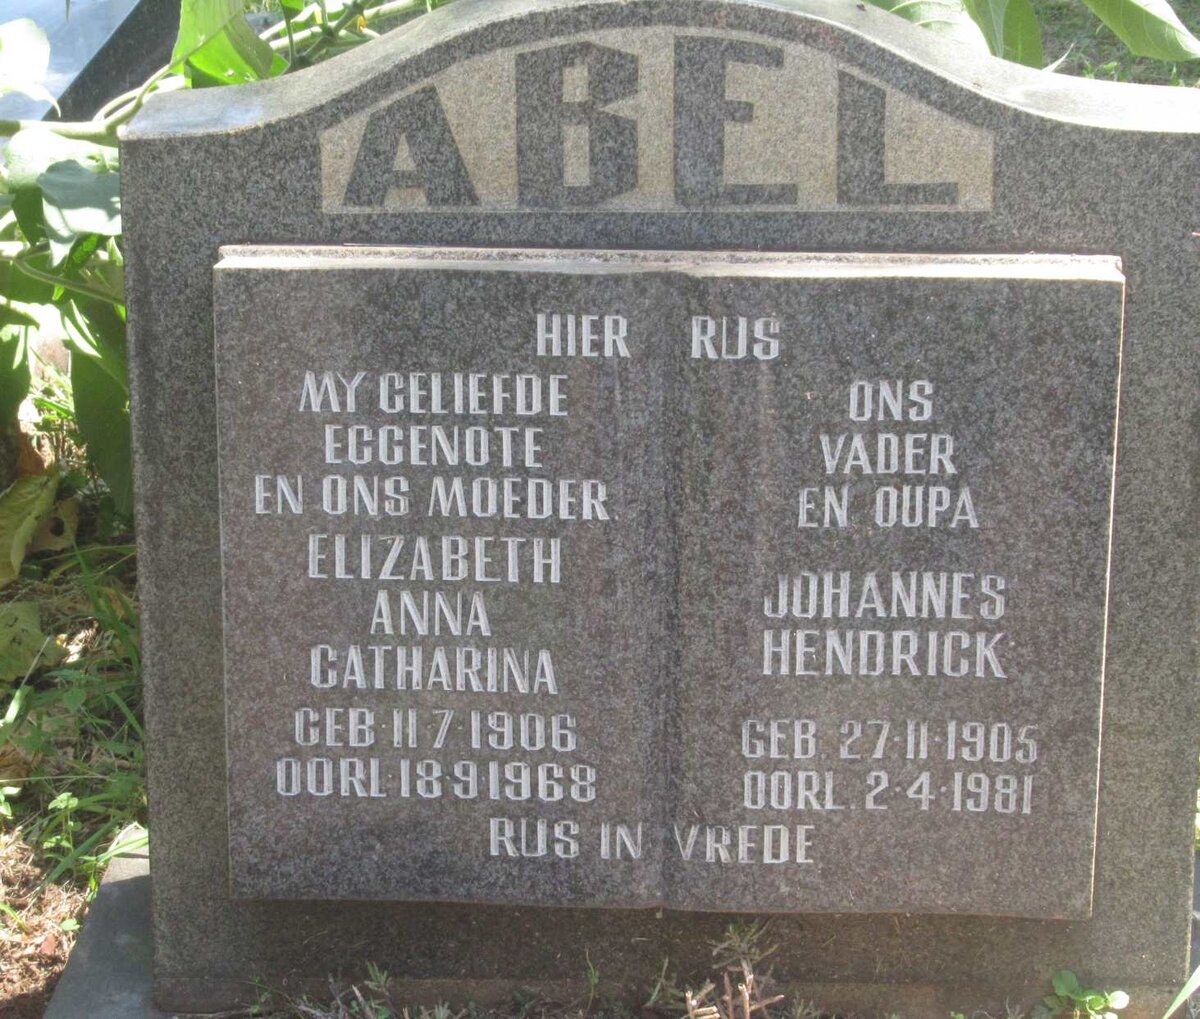 ABEL
HIER RUS
MY GELIEFDE
EGGENOTE
EN ONS MOEDER
ELIZABETH
ANNA
CATHARINA
GEB·11·7·1906
OORL·18·9·1968
ONS
VADER
EN OUPA
JOHANNES
HENDRICK
GEB. 27·11·1905
OORL. 2·4·1981
RUS IN VREDE